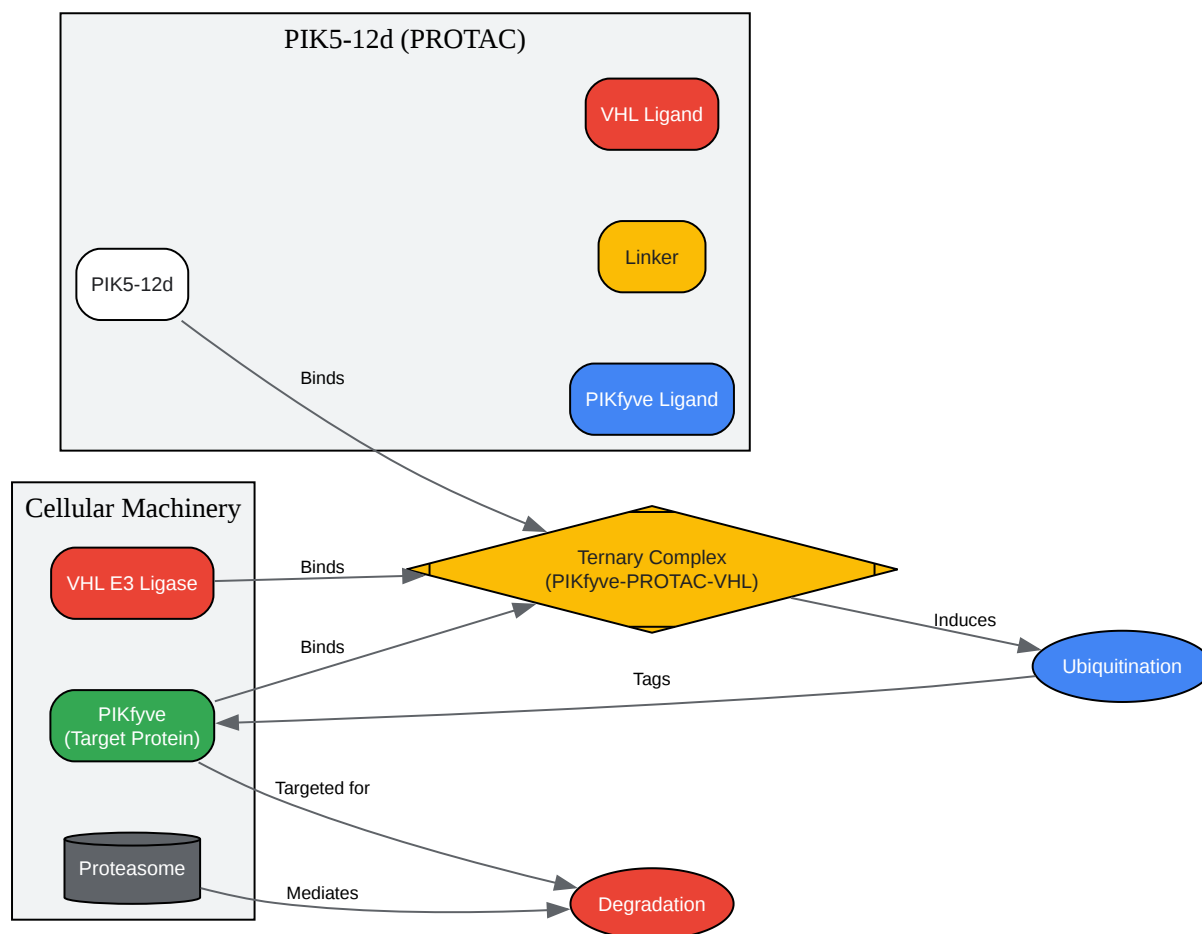 PIK5-12d (PROTAC)
VHL Ligand
Linker
PIK5-12d
PIKfyve Ligand
Binds
Cellular Machinery
VHL E3 Ligase
Binds
Ternary Complex
(PIKfyve-PROTAC-VHL)
Induces
Ubiquitination
Binds
Tags
PIKfyve
(Target Protein)
Targeted for
Proteasome
Mediates
Degradation